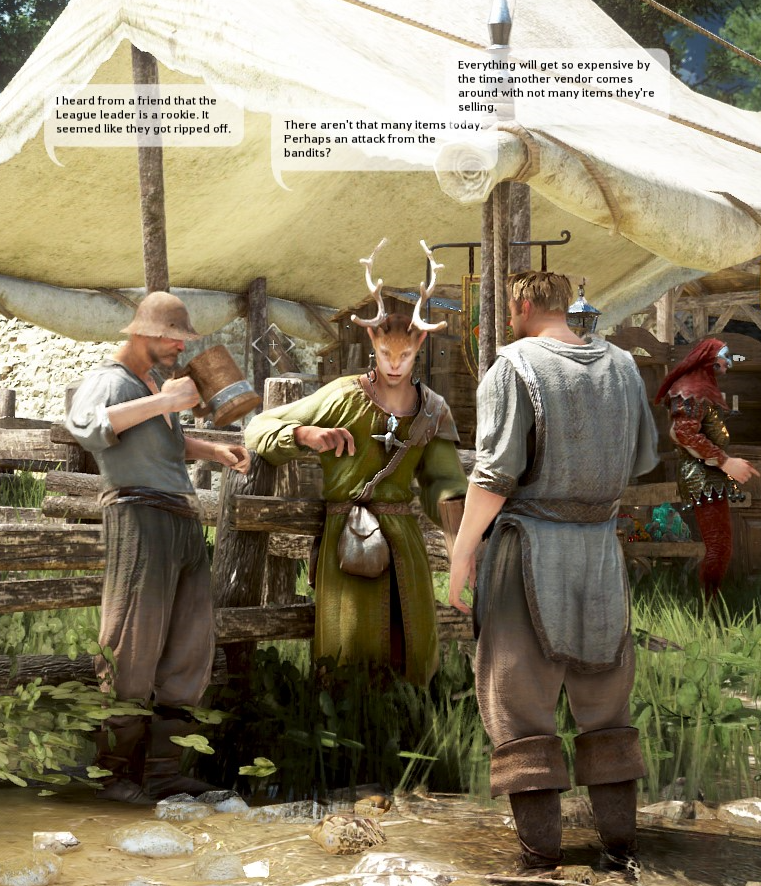 I heard from a friend that the
League leader is a rookie. It
seemed like they got ripped off.
There aren't that many items today.
Perhaps an attack from the
bandits?
Everything will get so expensive by
the time another vendor comes
around with not many items they're
selling.